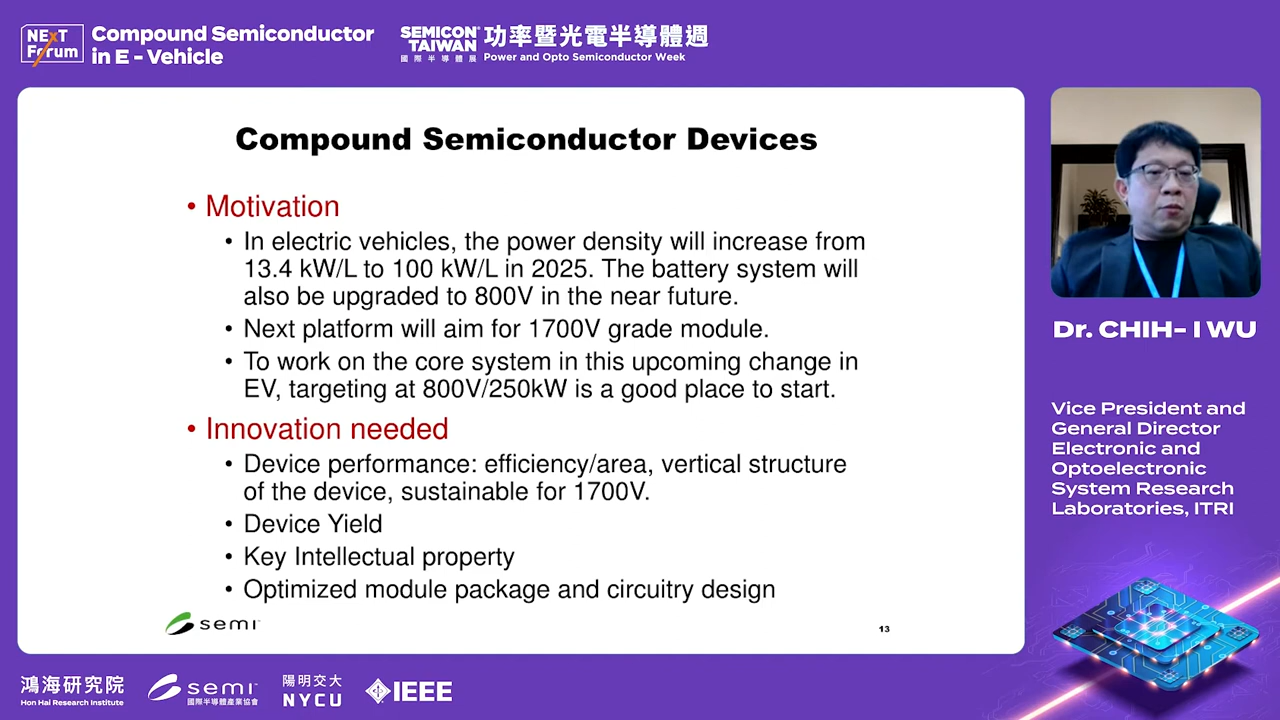 NEXT Forum
Compound Semiconductor
in E - Vehicle
SEMICON® TAIWAN
國際半導體展
功率暨光電半導體週
Power and Opto Semiconductor Week
Compound Semiconductor Devices
• Motivation
• In electric vehicles, the power density will increase from
13.4 kW/L to 100 kW/L in 2025. The battery system will
also be upgraded to 800V in the near future.
• Next platform will aim for 1700V grade module.
• To work on the core system in this upcoming change in
EV, targeting at 800V/250kW is a good place to start.
• Innovation needed
• Device performance: efficiency/area, vertical structure
of the device, sustainable for 1700V.
• Device Yield
• Key Intellectual property
• Optimized module package and circuitry design
semi
13
Dr. CHIH- I WU
Vice President and
General Director
Electronic and
Optoelectronic
System Research
Laboratories, ITRI
鴻海研究院
Hon Hai Research Institute
semi
國際半導體產業協會
陽明交大
NYCU
IEEE